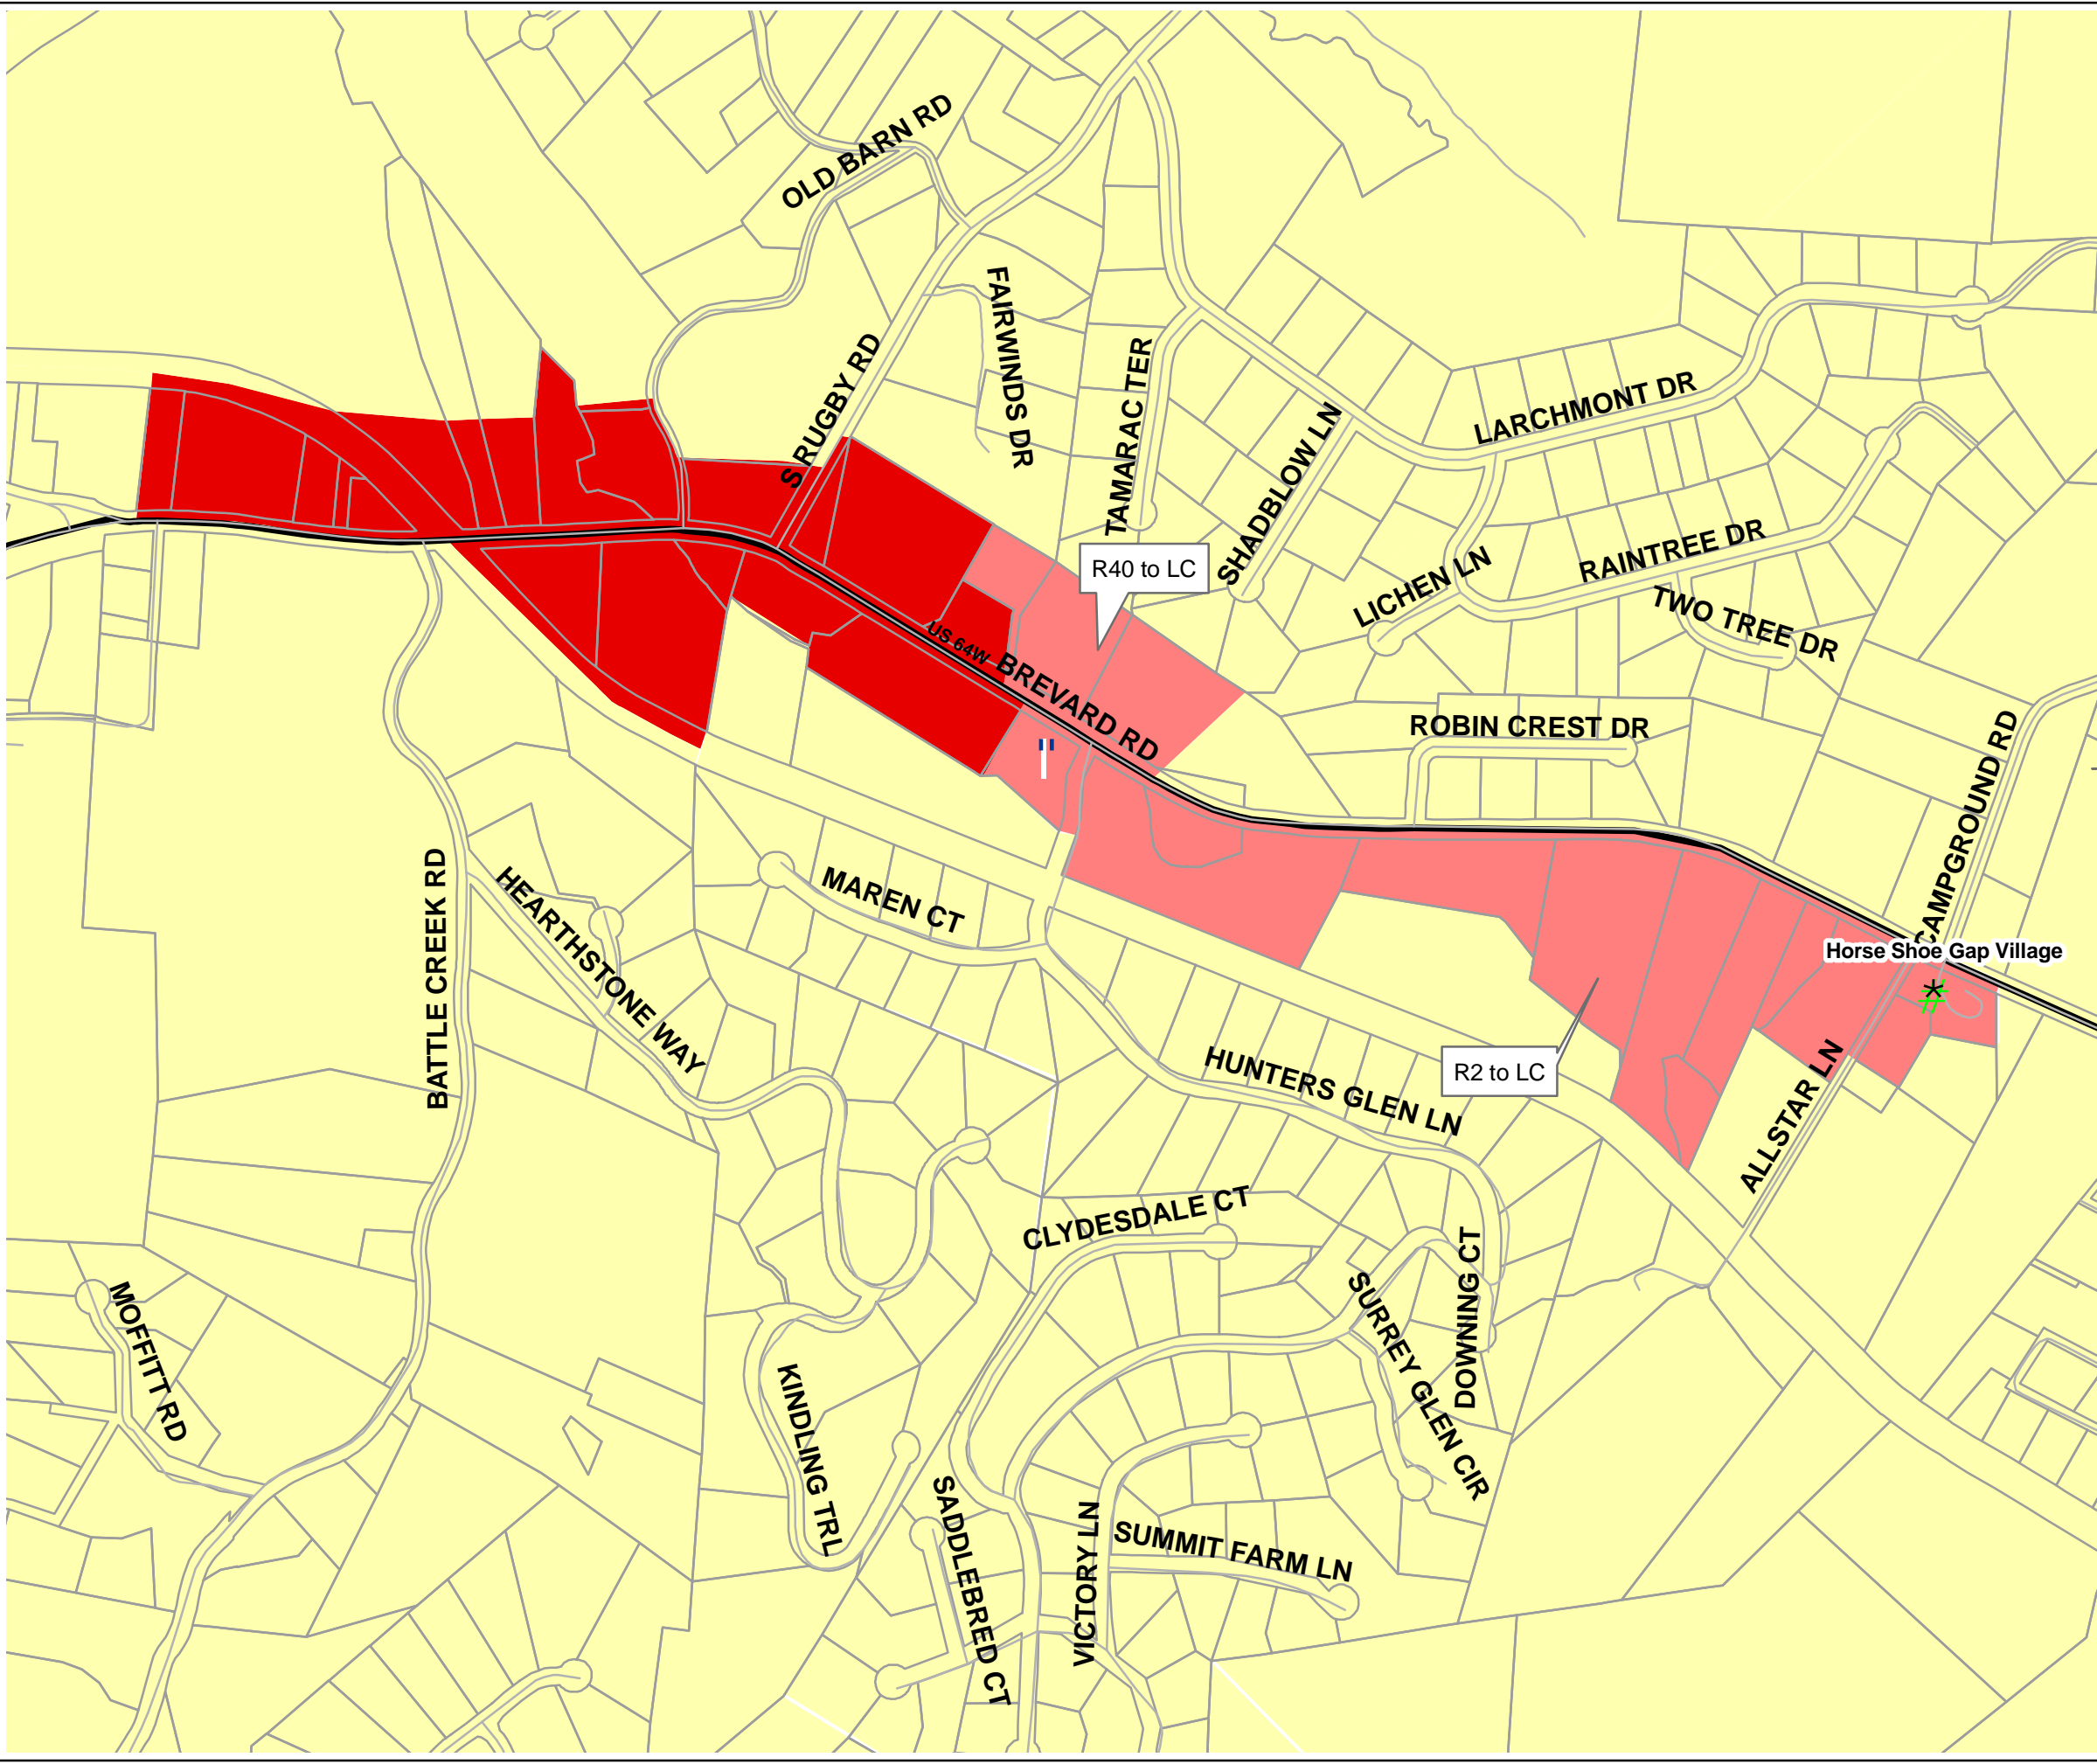 OLD BARN RD
FAIRWINDS DR
S RUGBY RD
TAMARAC TER
LARCHMONT DR
SHADBLOW LN
RAINTREE DR
R40 to LC
LICHEN LN
TWO TREE DR
US 64W
BREVARD RD
ROBIN CREST DR
CAMPGROUND RD
BATTLE CREEK RD
HEARTHSTONE WAY
MAREN CT
Horse Shoe Gap Village
*
#
HUNTERS GLEN LN
R2 to LC
ALLSTAR LN
CLYDESDALE CT
MOFFITT RD
SURREY GLEN CIR
DOWNING CT
KINDLING TRL
SADDLEBRED CT
VICTORY LN
SUMMIT FARM LN